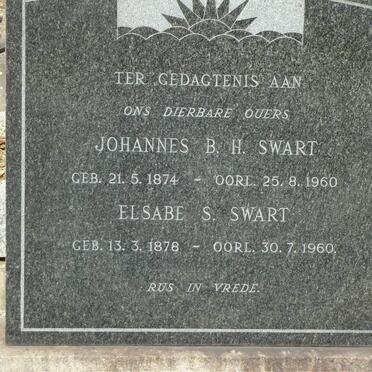 TER GEDAGTENIS AAN
ONS DIERBARE OUERS
JOHANNES B. H. SWART
GEB. 21. 5. 1874 – OORL. 25. 8. 1960
ELSABE S. SWART
GEB. 13. 3. 1878 – OORL. 30. 7. 1960.
RUS IN VREDE.